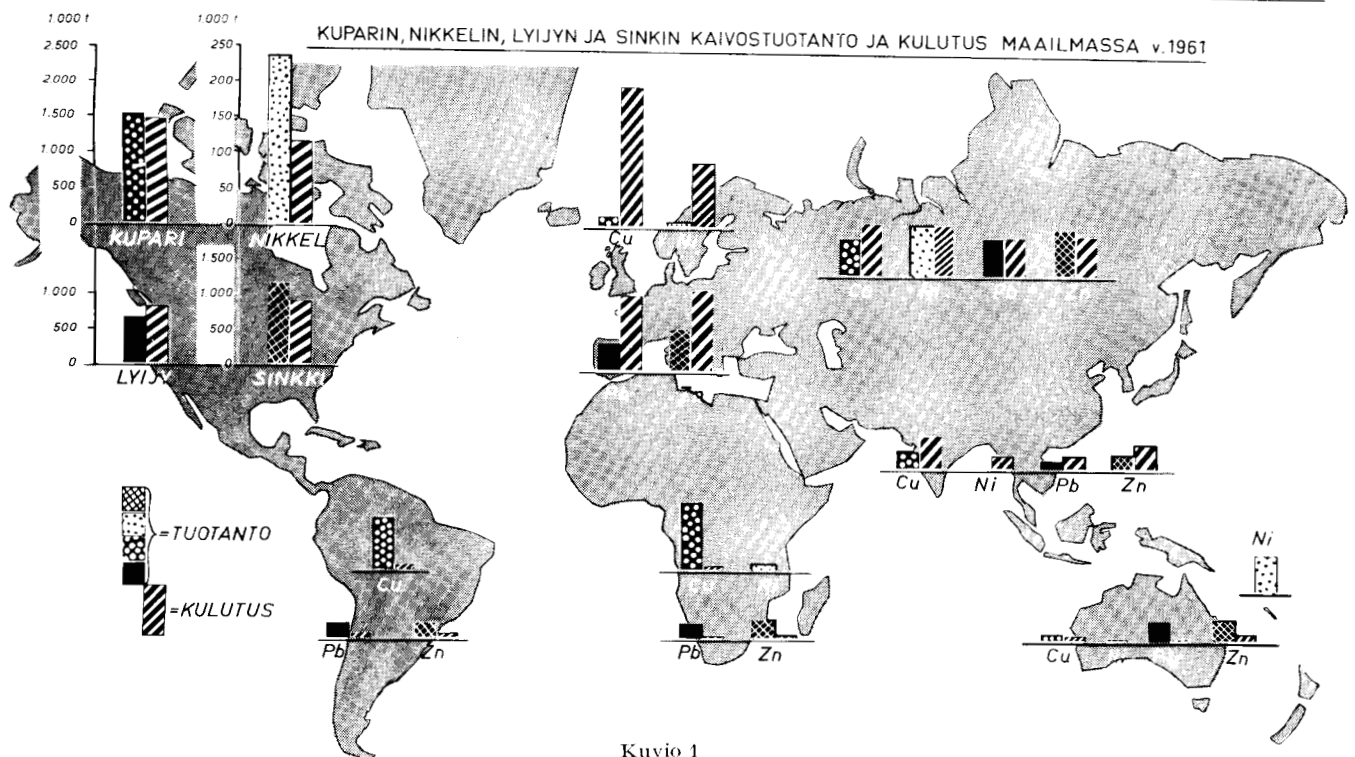 1.000 t
1.000 t
KUPARIN, NIKKELIN, LYIJYN JA SINKIN KAIVOSTUOTANTO JA KULUTUS MAAILMASSA v.1961
2.500
2.000
1.500
1.000
500
0
250
200
150
100
50
0
KUPARI
NIKKELI
1 000
500
0
1.500
1.000
500
0
LYIJY
SINKKI
=TUOTANTO
=KULUTUS
Cu
Cu
Ni
Pb
Zn
Cu
Pb
Zn
Cu
Pb
Zn
Ni
Cu
Zn
Kuvio 1